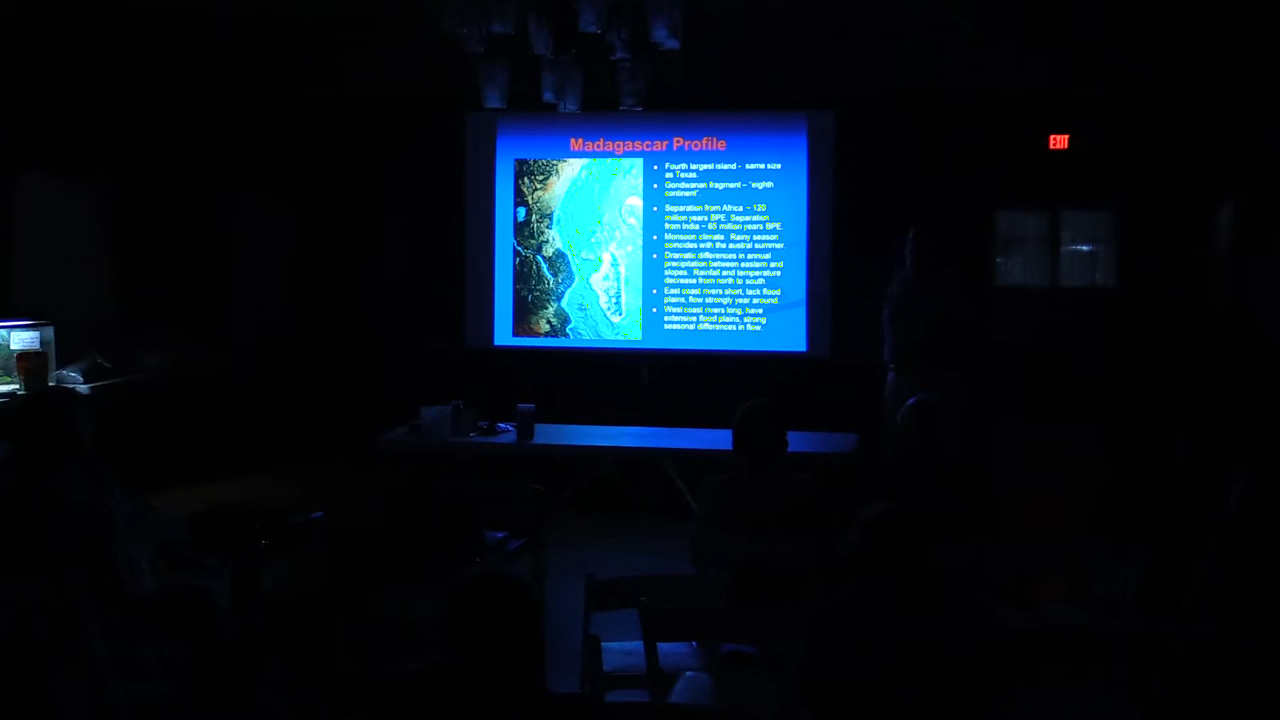 Madagascar Profile
Fourth largest island - same size
as Texas.
Gondwanan fragment – "eighth
continent".
Separation from Africa ~ 120
million years BPE. Separation
from India ~ 65 million years BPE.
Monsoon climate. Rainy season
coincides with the austral summer.
Dramatic differences in annual
precipitation between eastern and
slopes. Rainfall and temperature
decrease from north to south.
East coast rivers short, lack flood
plains, flow strongly year around.
West coast rivers long, have
extensive flood plains, strong
seasonal differences in flow.
EXIT